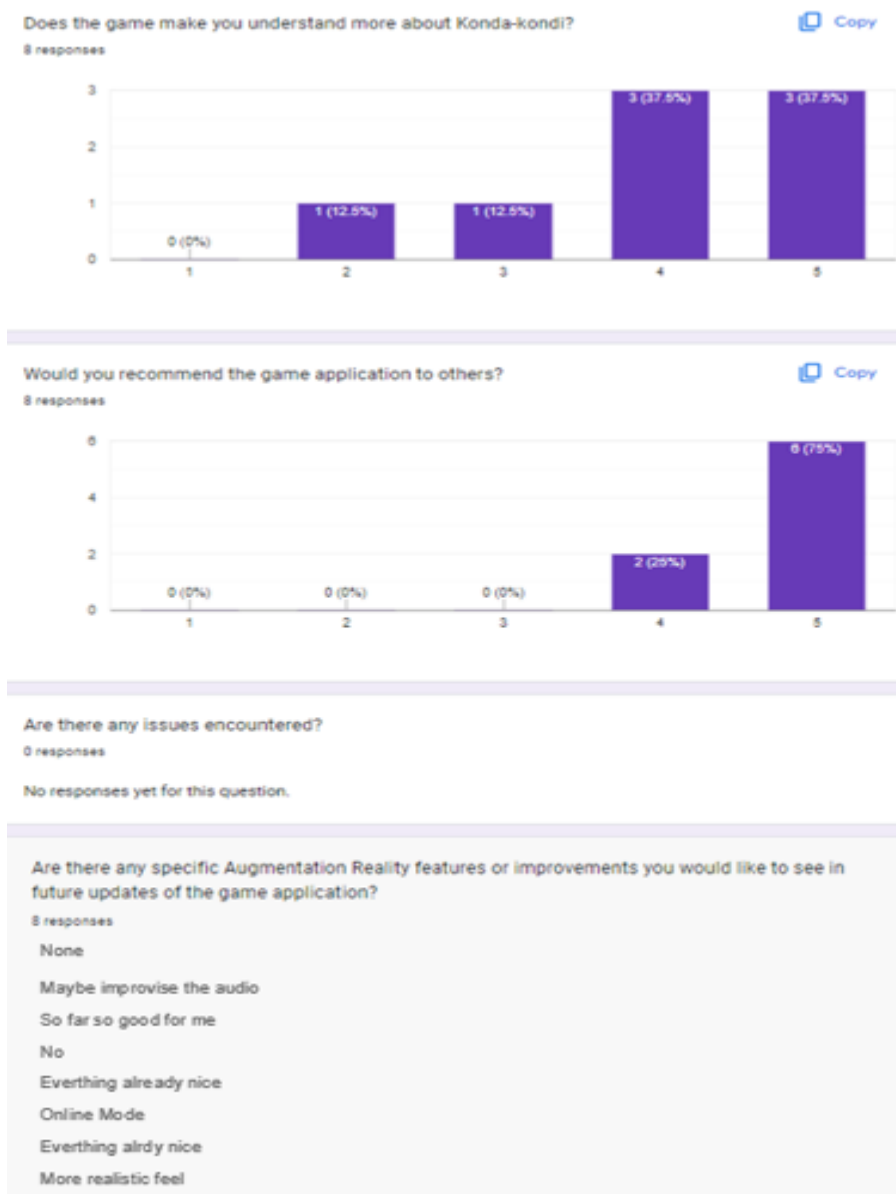 Does the game make you understand more about Konda-kondi?
Copy
8 responses
3
2
1
0
0 (0%)
1 (12.5%)
1 (12.5%)
3 (37.5%)
3 (37.5%)
1
2
3
4
5
Would you recommend the game application to others?
Copy
8 responses
6
4
2
0
0 (0%)
0 (0%)
0 (0%)
2 (25%)
6 (75%)
1
2
3
4
5
Are there any issues encountered?
0 responses
No responses yet for this question.
Are there any specific Augmentation Reality features or improvements you would like to see in
future updates of the game application?
8 responses
None
Maybe improvise the audio
So far so good for me
No
Everthing already nice
Online Mode
Everthing alrdy nice
More realistic feel